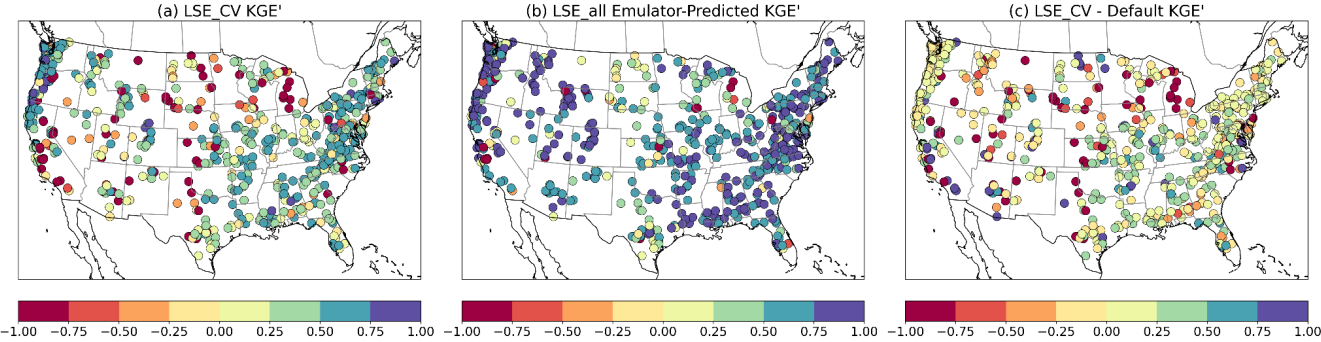 (a) LSE_CV KGE'
(b) LSE_all Emulator-Predicted KGE'
(c) LSE_CV - Default KGE'
−1.00 −0.75 −0.50 −0.25 0.00 0.25 0.50 0.75 1.00
−1.00 −0.75 −0.50 −0.25 0.00 0.25 0.50 0.75 1.00
−1.00 −0.75 −0.50 −0.25 0.00 0.25 0.50 0.75 1.00